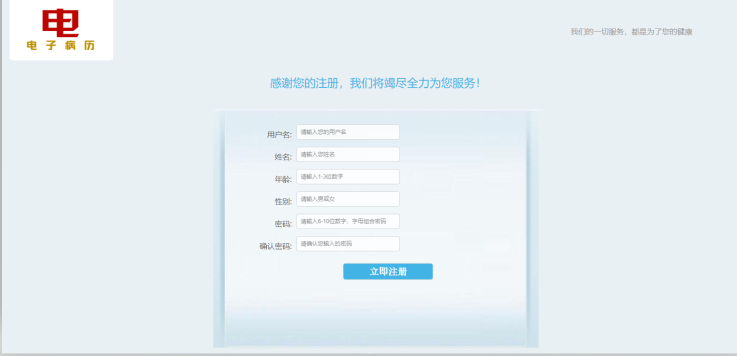 电
电子病历
我们的一切服务，都是为了您的健康
感谢您的注册，我们将竭尽全力为您服务！
用户名: 请输入您的用户名
姓名: 请输入您姓名
年龄: 请输入1-3位数字
性别: 请输入男或女
密码: 请输入6-10位数字、字母组合密码
确认密码: 请确认您输入的密码
立即注册